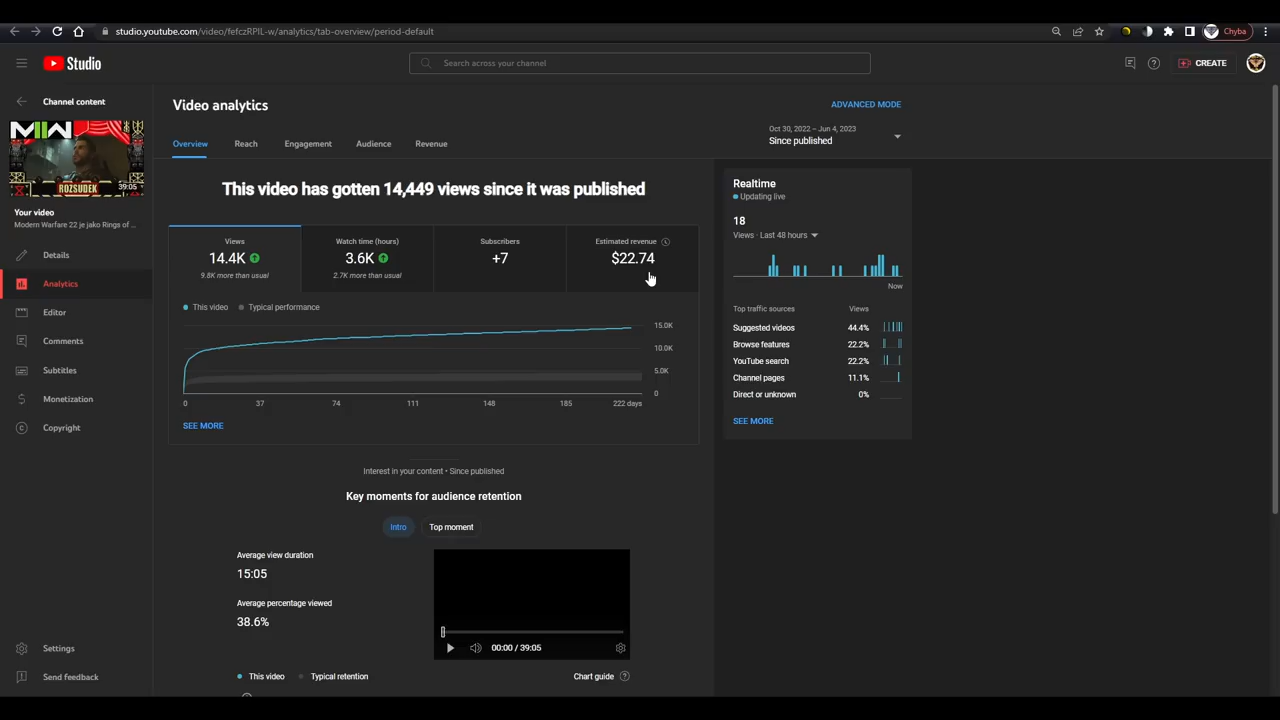 studio.youtube.com/video/fefczRPIL-w/analytics/tab-overview/period-default
Chyba
Studio
Search across your channel
CREATE
Channel content
MIW
ROZSUDEK
39:05
Your video
Modern Warfare 22 je jako Rings of ...
Details
Analytics
Editor
Comments
Subtitles
Monetization
Copyright
Settings
Send feedback
Video analytics
ADVANCED MODE
Overview
Reach
Engagement
Audience
Revenue
Oct 30, 2022 – Jun 4, 2023
Since published
This video has gotten 14,449 views since it was published
Views
14.4K
9.8K more than usual
Watch time (hours)
3.6K
2.7K more than usual
Subscribers
+7
Estimated revenue
$22.74
This video
Typical performance
15.0K
10.0K
5.0K
0
0
37
74
111
148
185
222 days
SEE MORE
Realtime
Updating live
18
Views · Last 48 hours
Now
Top traffic sources
Views
Suggested videos 44.4%
Browse features 22.2%
YouTube search 22.2%
Channel pages 11.1%
Direct or unknown 0%
SEE MORE
Interest in your content • Since published
Key moments for audience retention
Intro
Top moment
Average view duration
15:05
Average percentage viewed
38.6%
00:00 / 39:05
This video
Typical retention
Chart guide